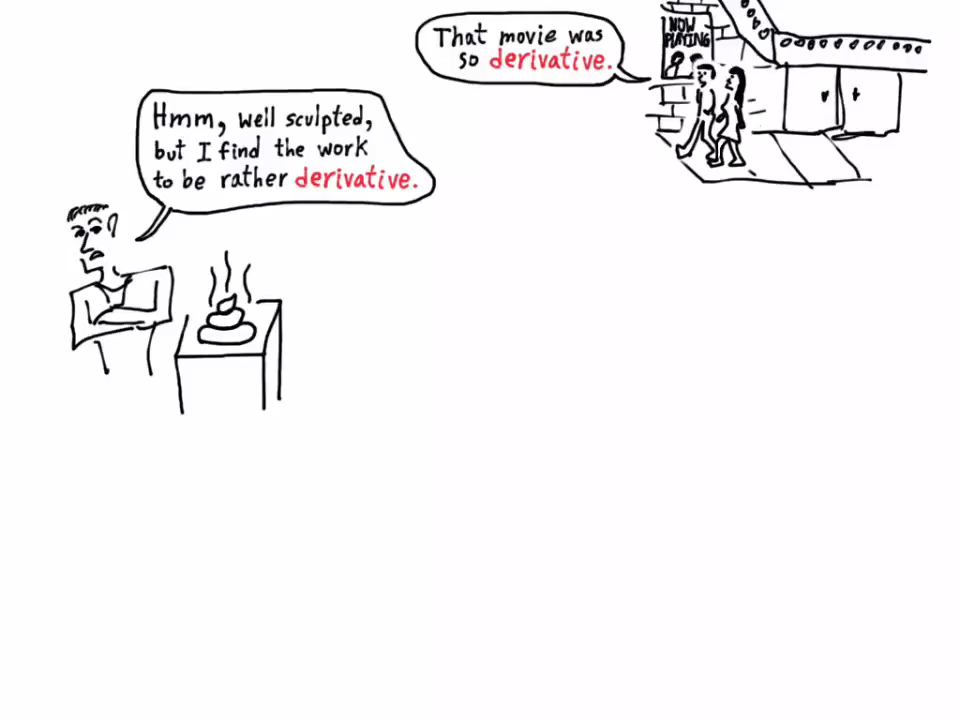 NOW
PLAYING
That movie was
so derivative.
Hmm, well sculpted,
but I find the work
to be rather derivative.